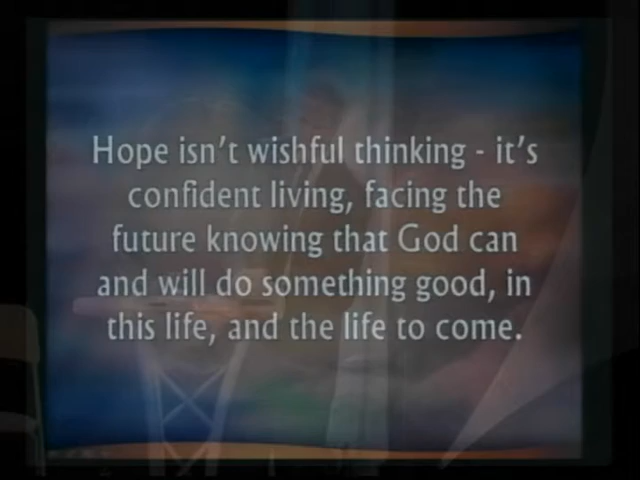 Hope isn't wishful thinking - it's
confident living, facing the
future knowing that God can
and will do something good, in
this life, and the life to come.